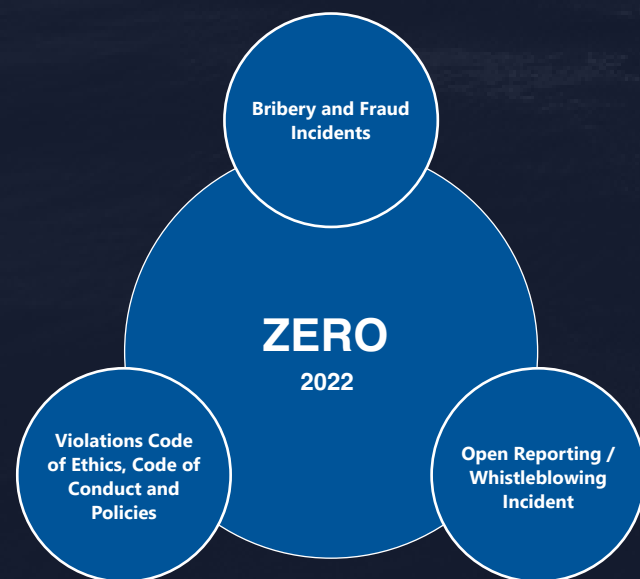 Bribery and Fraud
Incidents
ZERO
2022
Violations Code
of Ethics, Code of
Conduct and
Policies
Open Reporting /
Whistleblowing
Incident